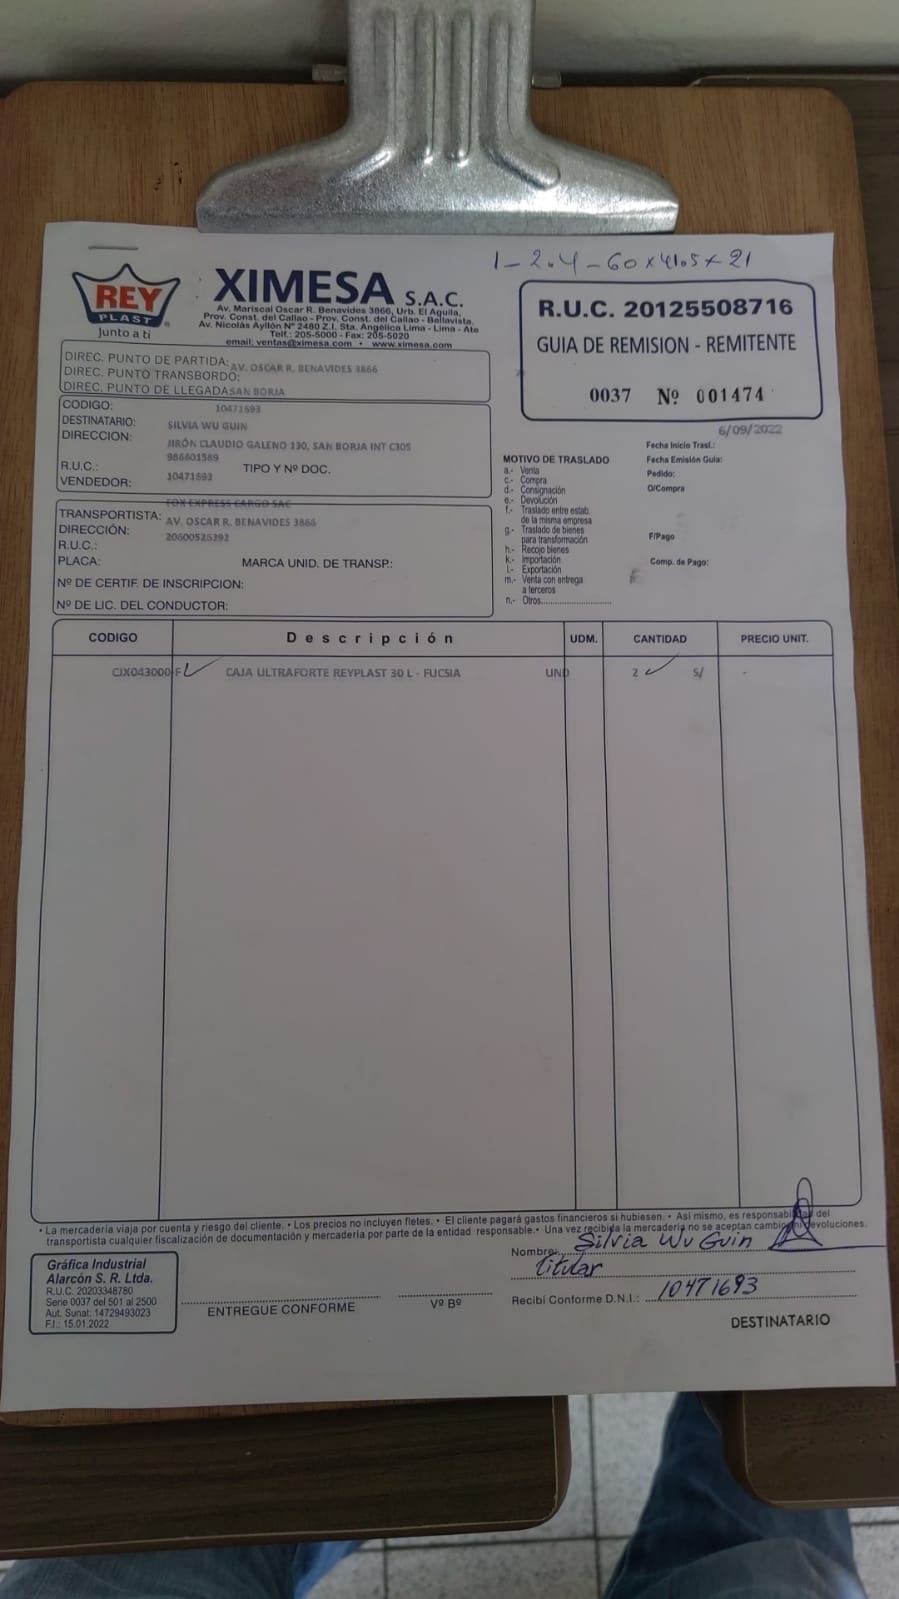 1-2.4-60x41.5x21
REY
PLAST
Junto a ti
XIMESA S.A.C.
Av. Mariscal Oscar R. Benavides 3866, Urb. El Aguila,
Prov. Const. del Callao - Prov. Const. del Callao - Bellavista,
Av. Nicolás Ayllón N° 2480 Z.I. Sta. Angélica Lima - Lima - Ate
Telf.: 205-5000 - Fax: 205-5020
email: ventas@ximesa.com • www.ximesa.com
R.U.C. 20125508716
GUIA DE REMISION - REMITENTE
0037 Nº 001474
DIREC. PUNTO DE PARTIDA: AV. OSCAR R. BENAVIDES 3866
DIREC. PUNTO TRANSBORDO:
DIREC. PUNTO DE LLEGADA SAN BORJA
CODIGO: 10471693
DESTINATARIO: SILVIA WU GUIN
DIRECCION: JIRÓN CLAUDIO GALENO 130, SAN BORJA INT C305
986601589
R.U.C.: 10471693 TIPO Y Nº DOC.
VENDEDOR:
6/09/2022
Fecha Inicio Trasl.:
Fecha Emisión Guia:
Pedido:
O/Compra
F/Pago
Comp. de Pago:
MOTIVO DE TRASLADO
a.- Venta
c.- Compra
d.- Consignación
e.- Devolución
f.- Traslado entre estab.
de la misma empresa
g.- Traslado de bienes
para transformación
h.- Recojo bienes
k.- Importación
l.- Exportación
m.- Venta con entrega
a terceros
n.- Otros
FOX EXPRESS CARGO SAC
TRANSPORTISTA: AV. OSCAR R. BENAVIDES 3866
DIRECCIÓN: 20600526392
R.U.C.:
PLACA: MARCA UNID. DE TRANSP.:
Nº DE CERTIF. DE INSCRIPCION:
Nº DE LIC. DEL CONDUCTOR:
CODIGO Descripción UDM. CANTIDAD PRECIO UNIT.
CJX043000-F CAJA ULTRAFORTE REYPLAST 30 L - FUCSIA UND 2 S/ -
• La mercadería viaja por cuenta y riesgo del cliente. • Los precios no incluyen fletes. • El cliente pagará gastos financieros si hubiesen. • Asi mismo, es responsabilidad del
transportista cualquier fiscalización de documentación y mercadería por parte de la entidad responsable. • Una vez recibida la mercadería no se aceptan cambios ni devoluciones.
Gráfica Industrial
Alarcón S. R. Ltda.
R.U.C. 20203348780
Serie 0037 del 501 al 2500
Aut. Sunat: 14729493023
F.I.: 15.01.2022
ENTREGUE CONFORME
Vº Bº
Nombre: Silvia Wu Guin
titular
Recibí Conforme D.N.I.: 10471693
DESTINATARIO